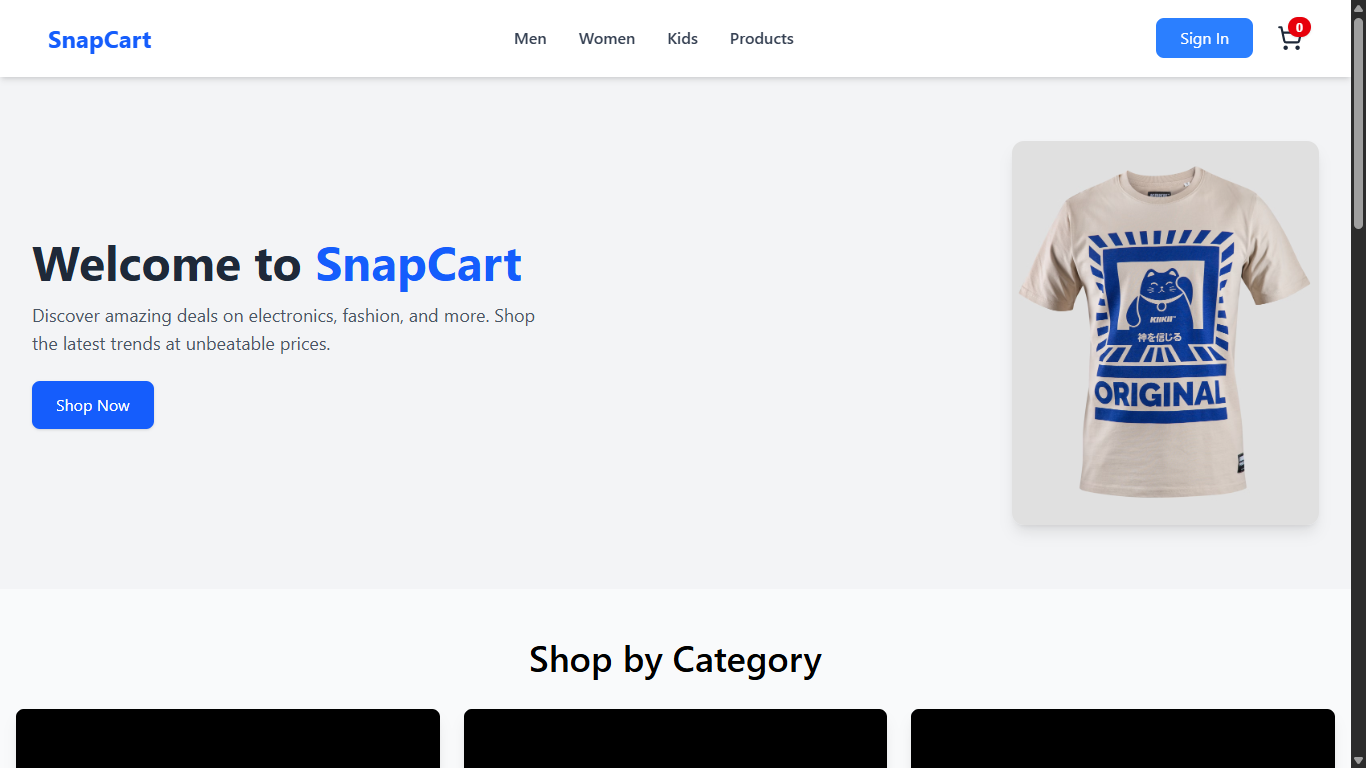 SnapCart
Men
Women
Kids
Products
Sign In
0
Welcome to SnapCart
Discover amazing deals on electronics, fashion, and more. Shop
the latest trends at unbeatable prices.
Shop Now
KIIKII
神を信じる
ORIGINAL
Shop by Category